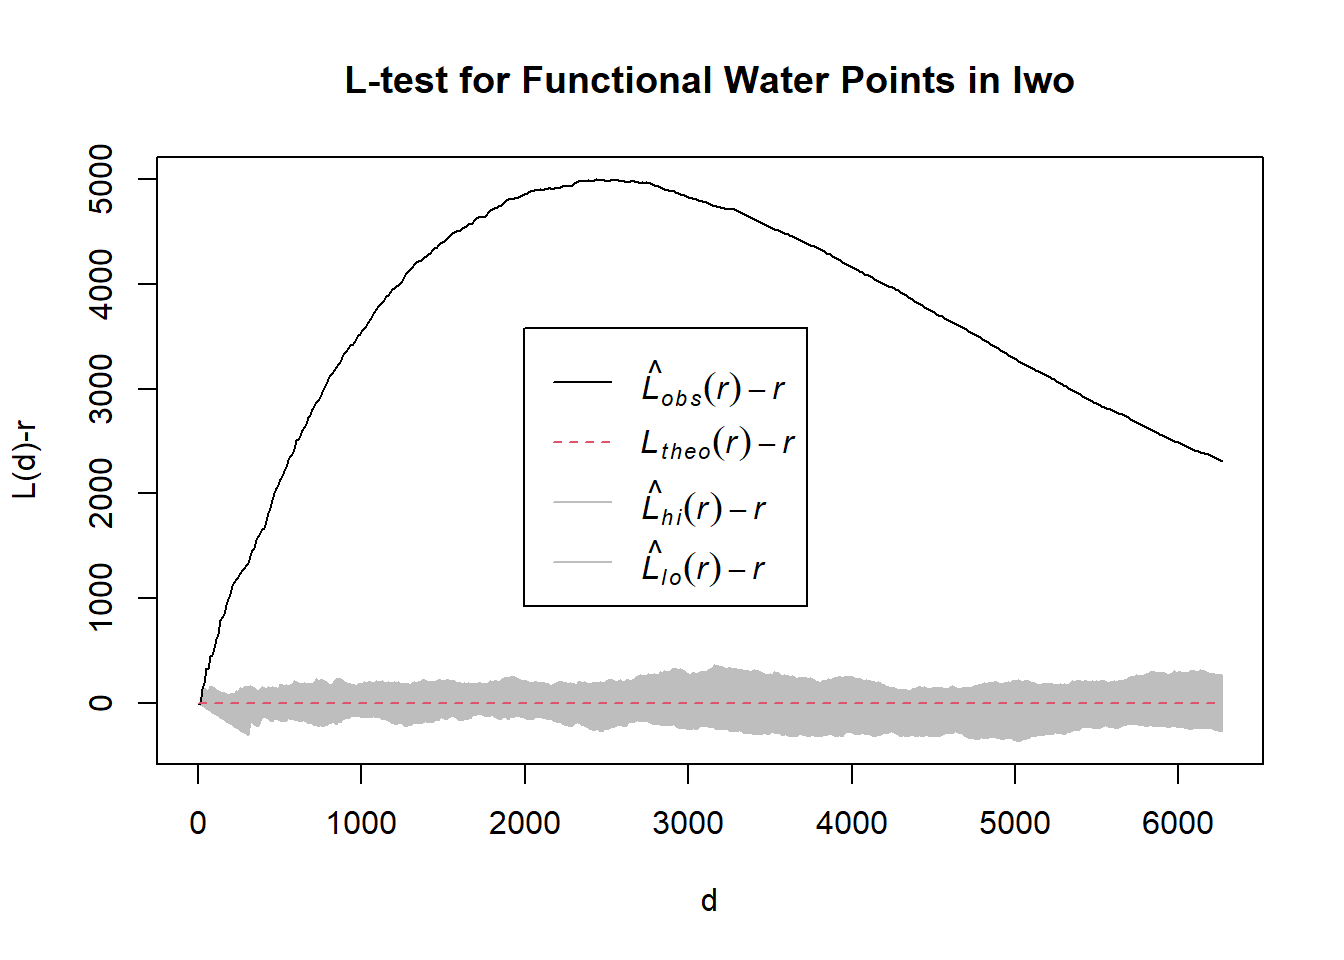 L-test for Functional Water Points in Iwo
L(d)-r
5000
4000
3000
2000
1000
0
L̂obs(r) – r
Ltheo(r) – r
L̂hi(r) – r
L̂lo(r) – r
0 1000 2000 3000 4000 5000 6000
d